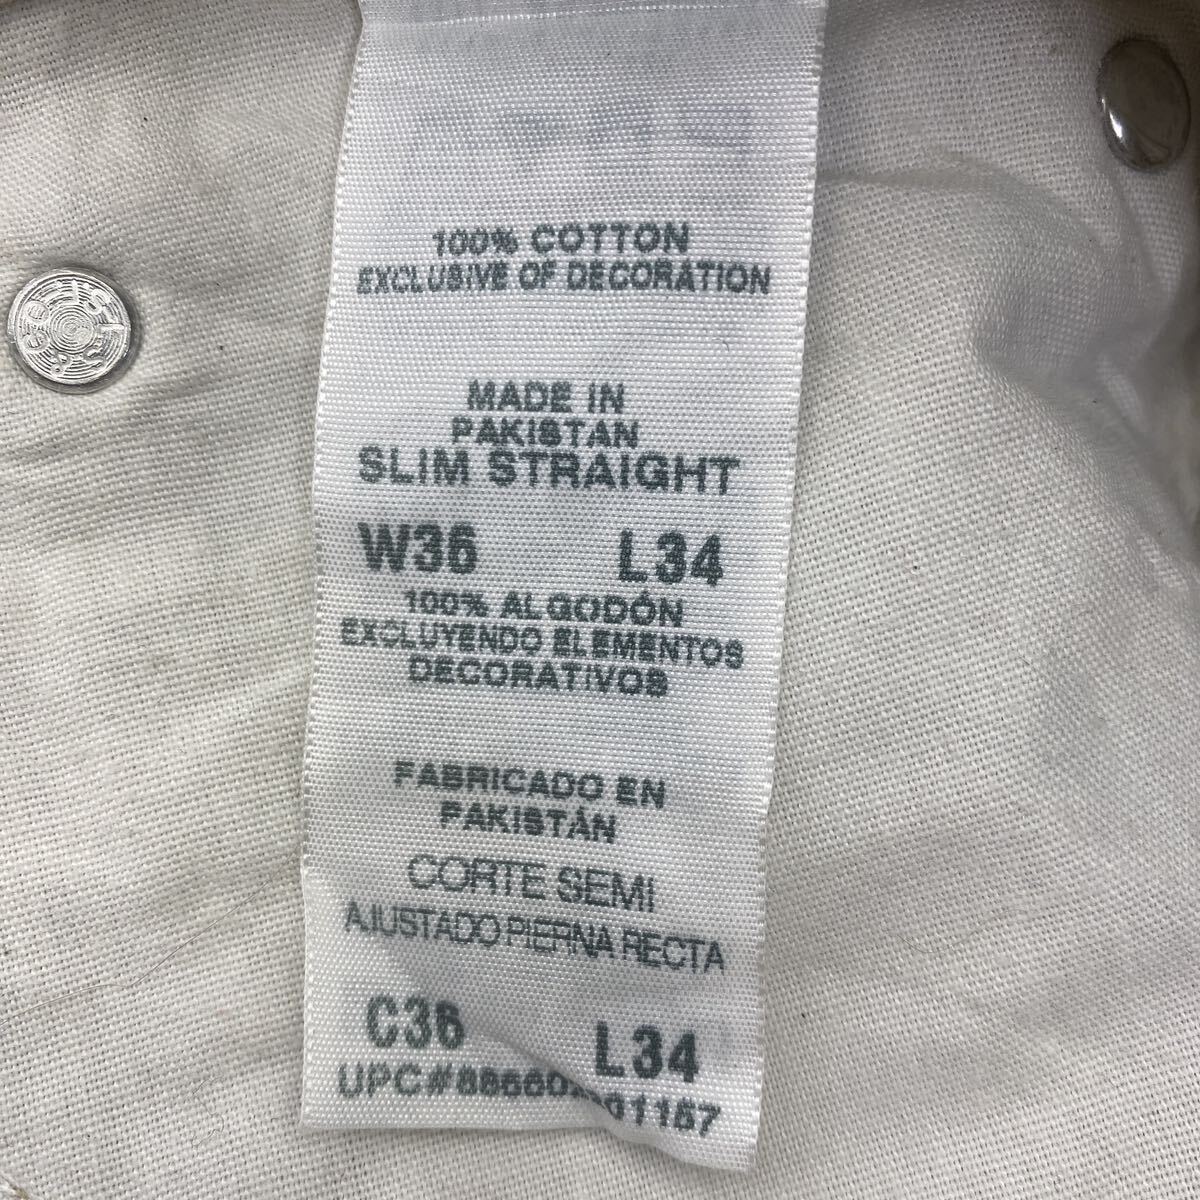 100% COTTON
EXCLUSIVE OF DECORATION
MADE IN
PAKISTAN
SLIM STRAIGHT
W36 L34
100% ALGODÓN
EXCLUYENDO ELEMENTOS
DECORATIVOS
FABRICADO EN
PAKISTÁN
CORTE SEMI
AJUSTADO PIERNA RECTA
C36 L34